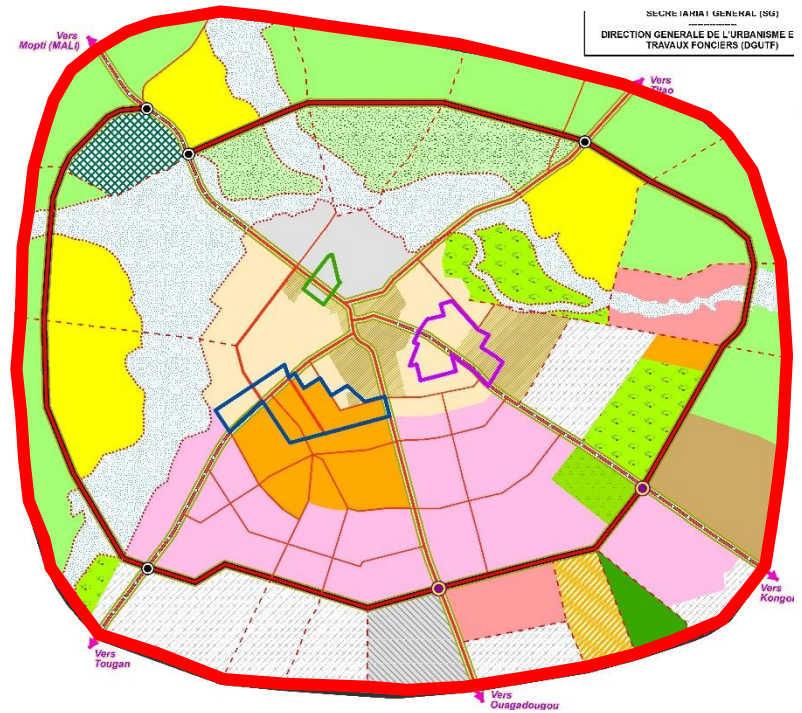 SECRETARIAT GENERAL (SG)
----------------
DIRECTION GENERALE DE L'URBANISME E
TRAVAUX FONCIERS (DGUTF)
Vers
Mopti (MALI)
Vers
Titao
Vers
Kongou
Vers
Tougan
Vers
Ouagadougou